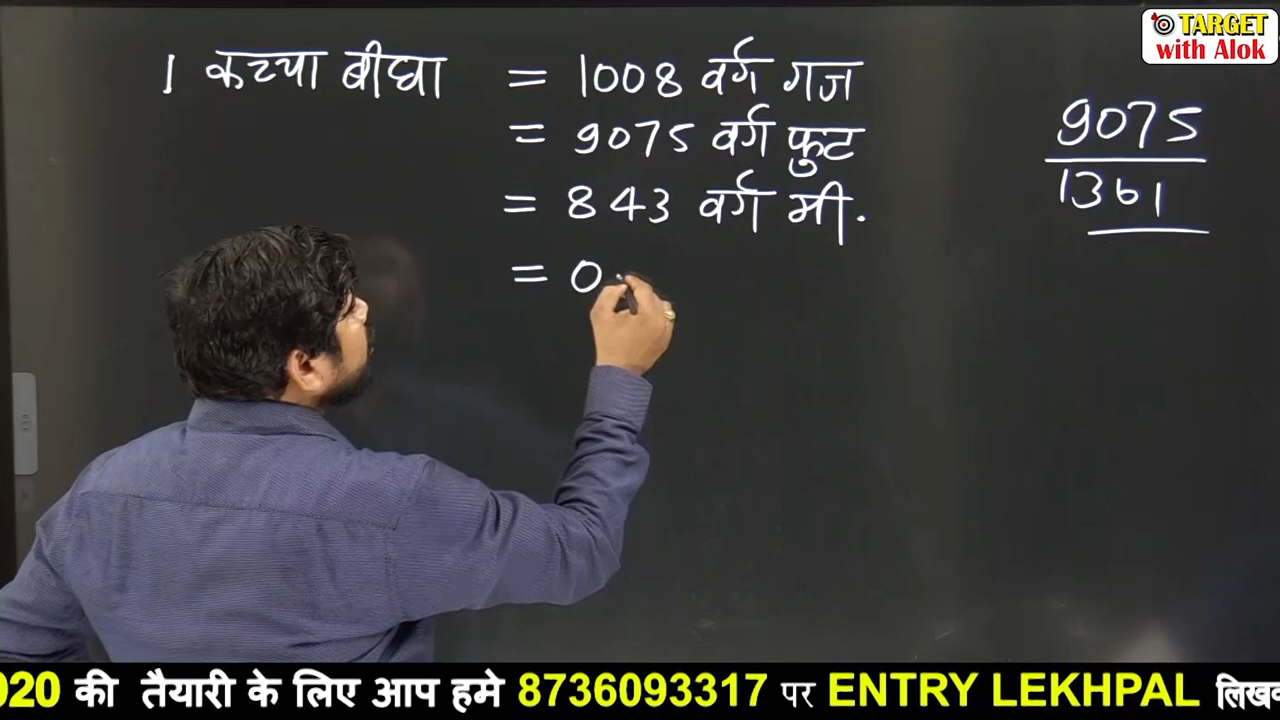 TARGET
with Alok
1 कच्चा बीघा = 1008 वर्ग गज
= 9075 वर्ग फुट
= 843 वर्ग मी.
= 0.
9075
1361
020 की तैयारी के लिए आप हमे 8736093317 पर ENTRY LEKHPAL